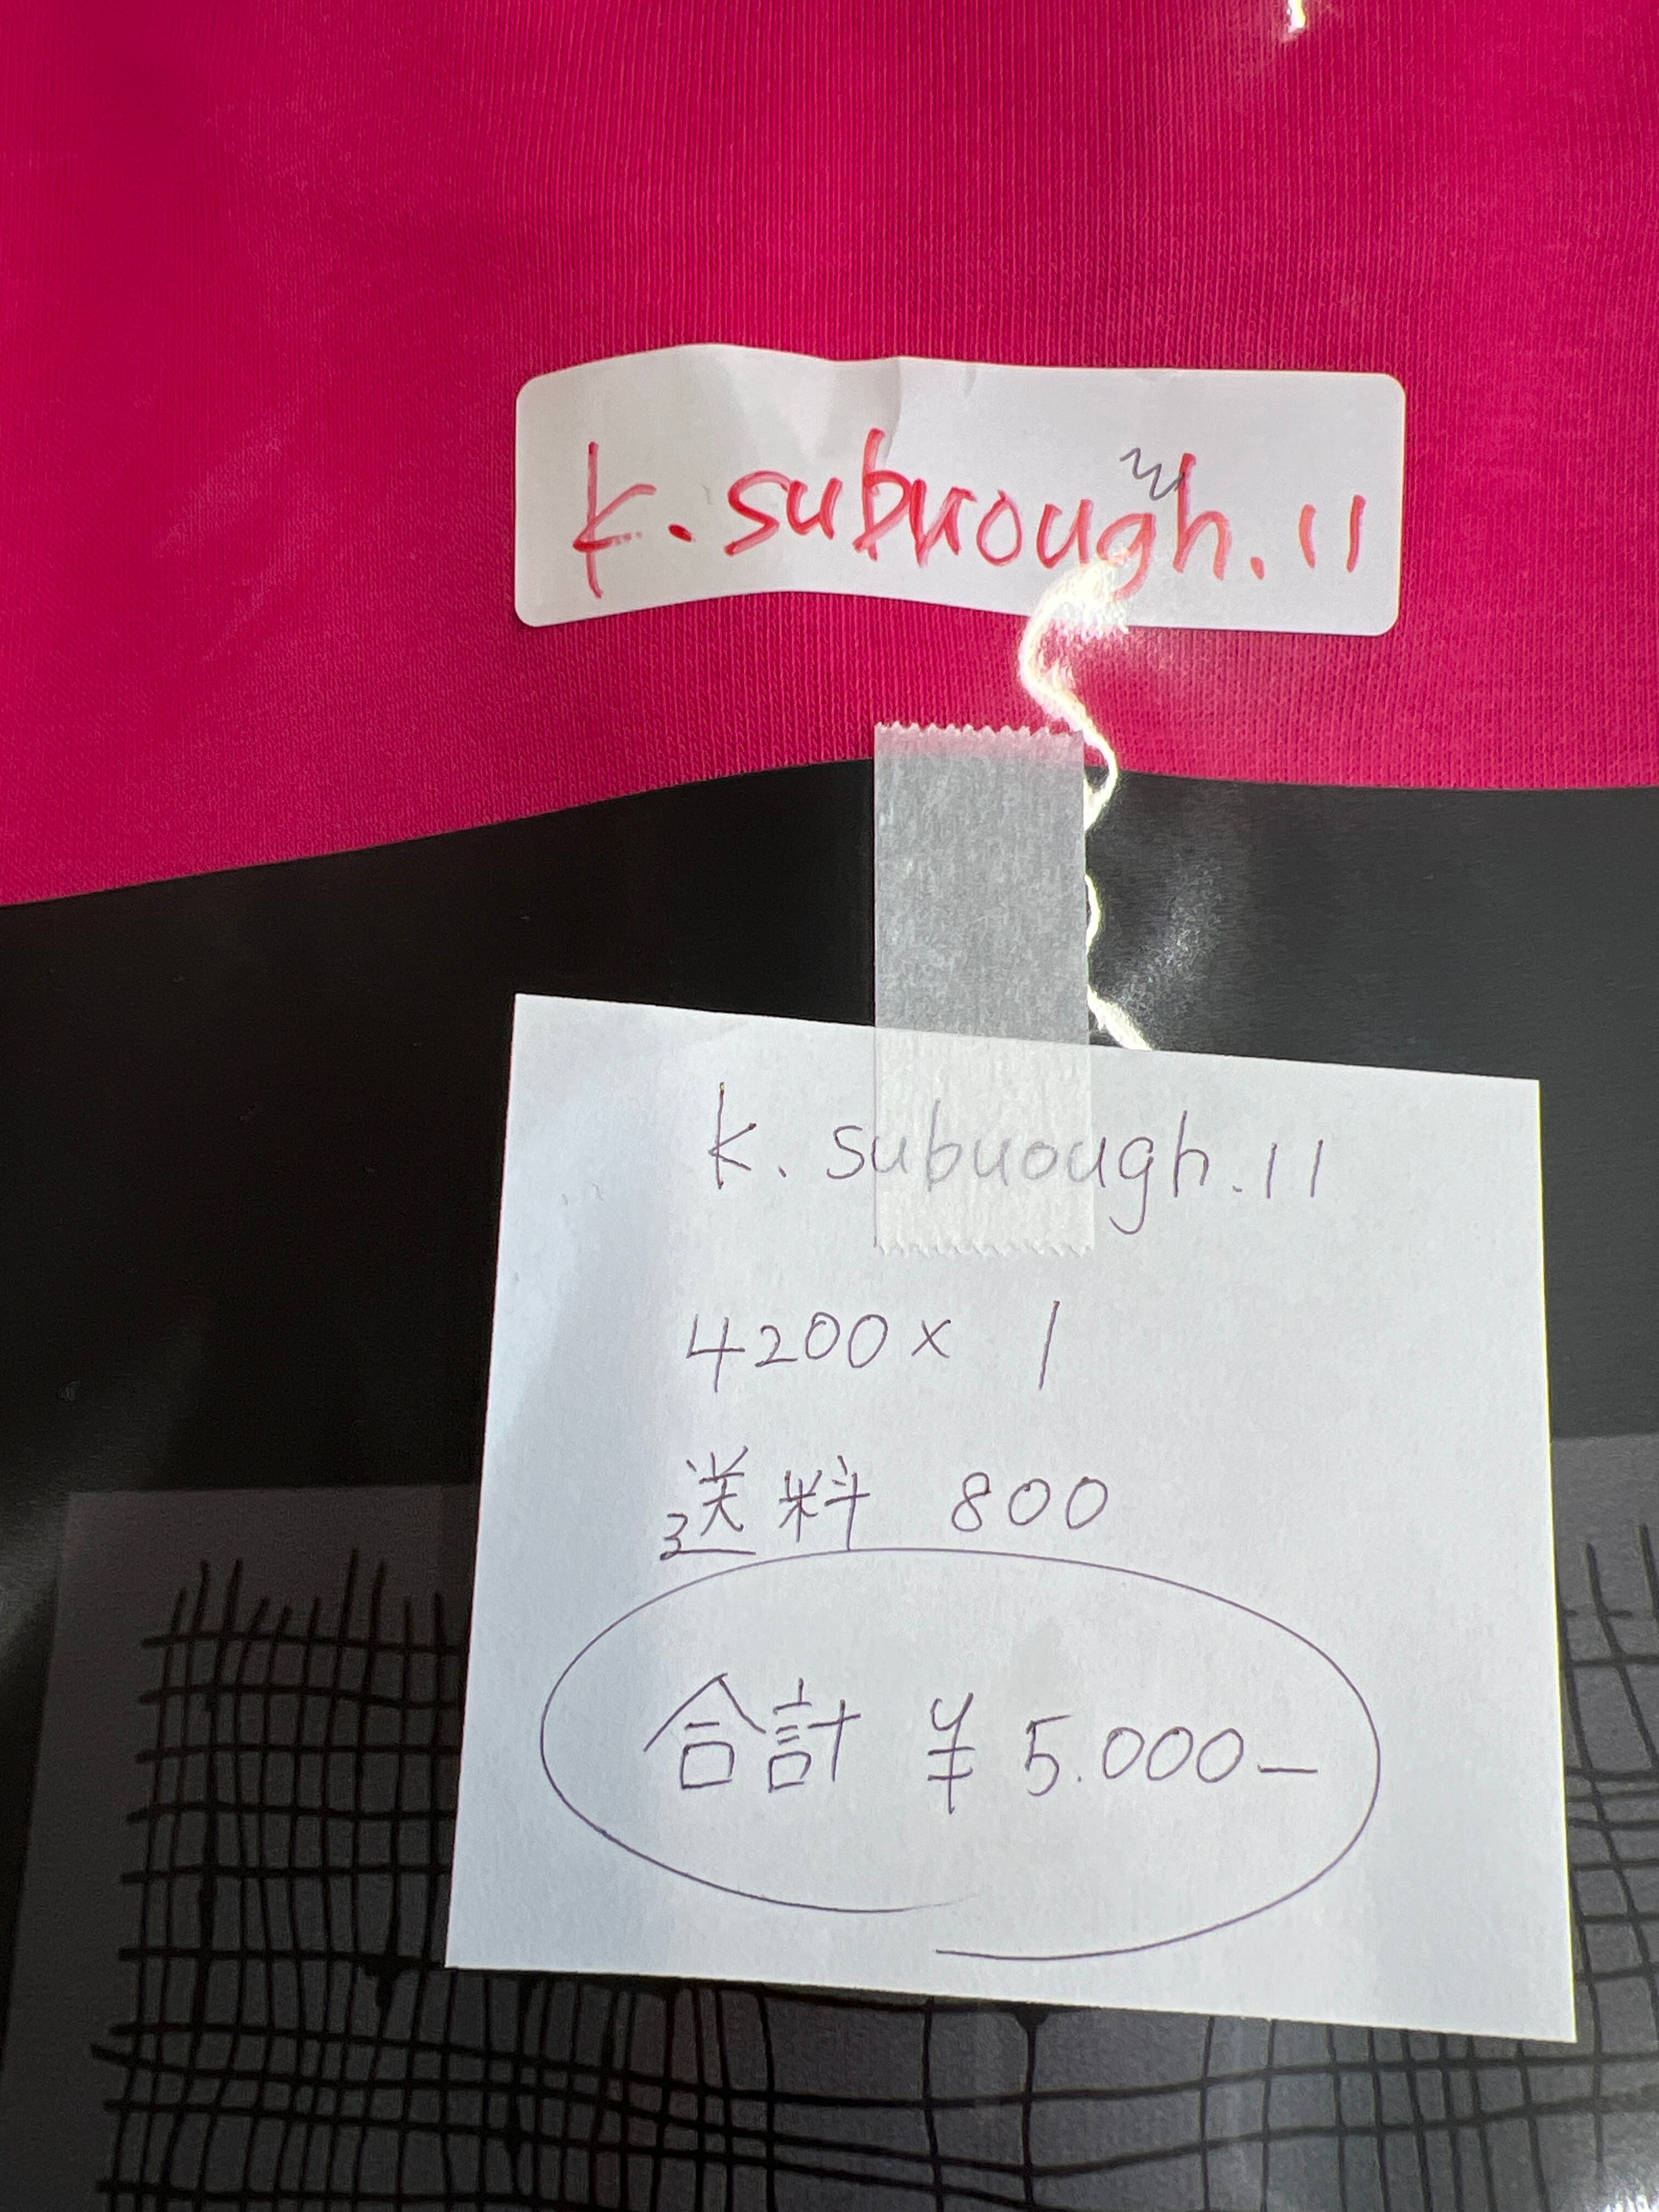 k.subuough.11
k.subuough.11
4200× 1
送料 800
合計 ¥5.000-